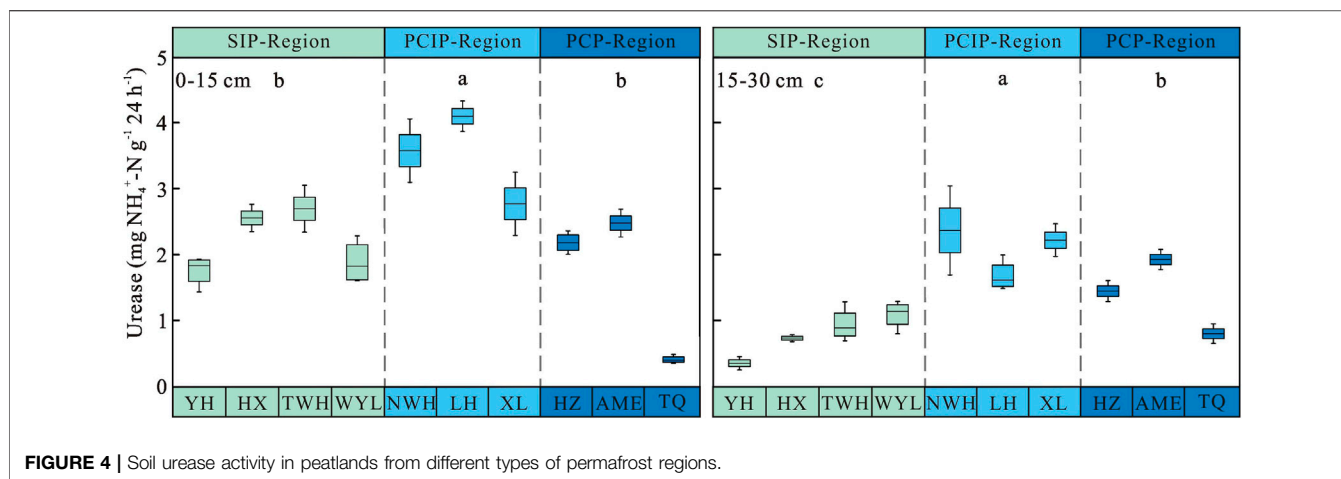 SIP-Region PCIP-Region PCP-Region SIP-Region PCIP-Region PCP-Region
0-15 cm b a b 15-30 cm c a b
Urease (mg NH₄⁺-N g⁻¹ 24 h⁻¹)
5
4
3
2
1
0
YH HX TWH WYL NWH LH XL HZ AME TQ YH HX TWH WYL NWH LH XL HZ AME TQ
FIGURE 4 | Soil urease activity in peatlands from different types of permafrost regions.